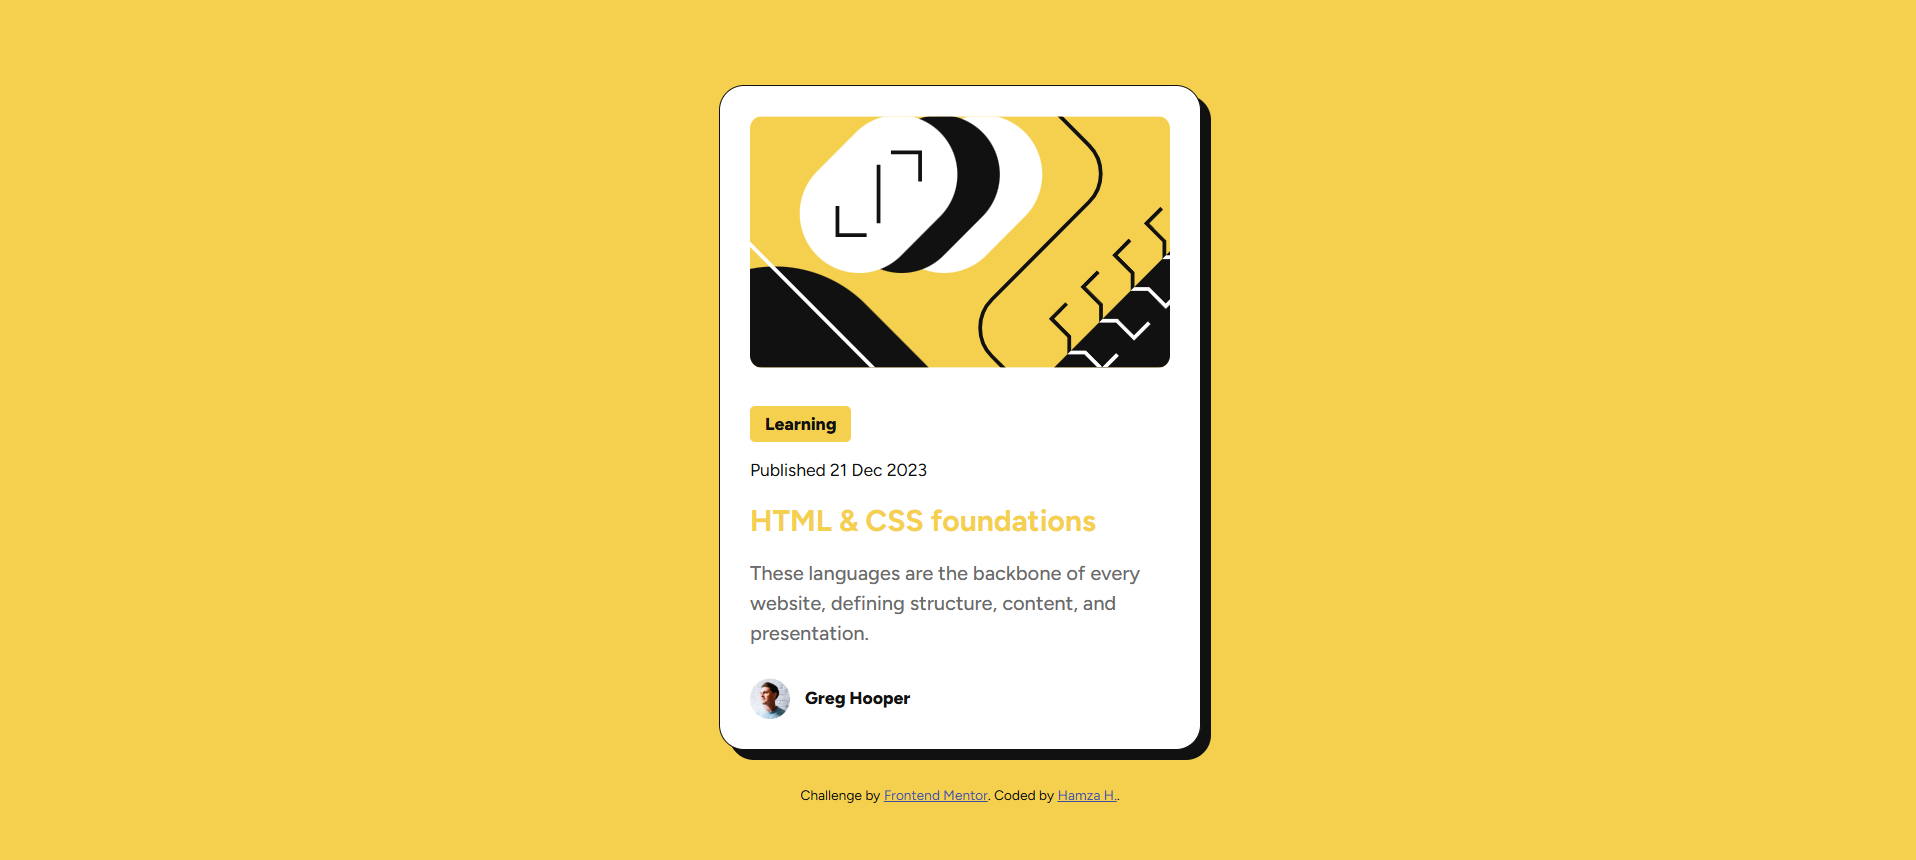 Learning
Published 21 Dec 2023
HTML & CSS foundations
These languages are the backbone of every
website, defining structure, content, and
presentation.
Greg Hooper
Challenge by Frontend Mentor. Coded by Hamza H..